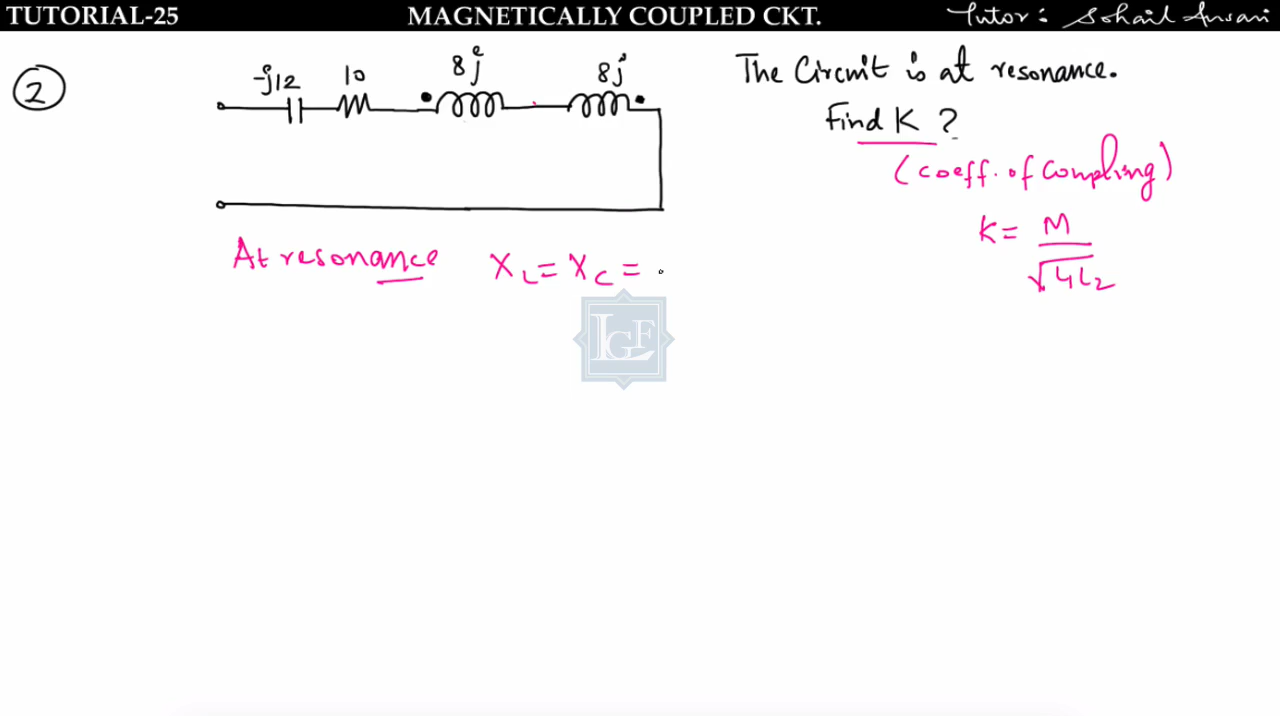 TUTORIAL-25 MAGNETICALLY COUPLED CKT. Tutor: Sohail Ansari
2 -j12 10 8j 8j
The Circuit is at resonance.
Find K ?
(coeff. of Coupling)
K = M / √L1L2
At resonance XL = XC =
LGF